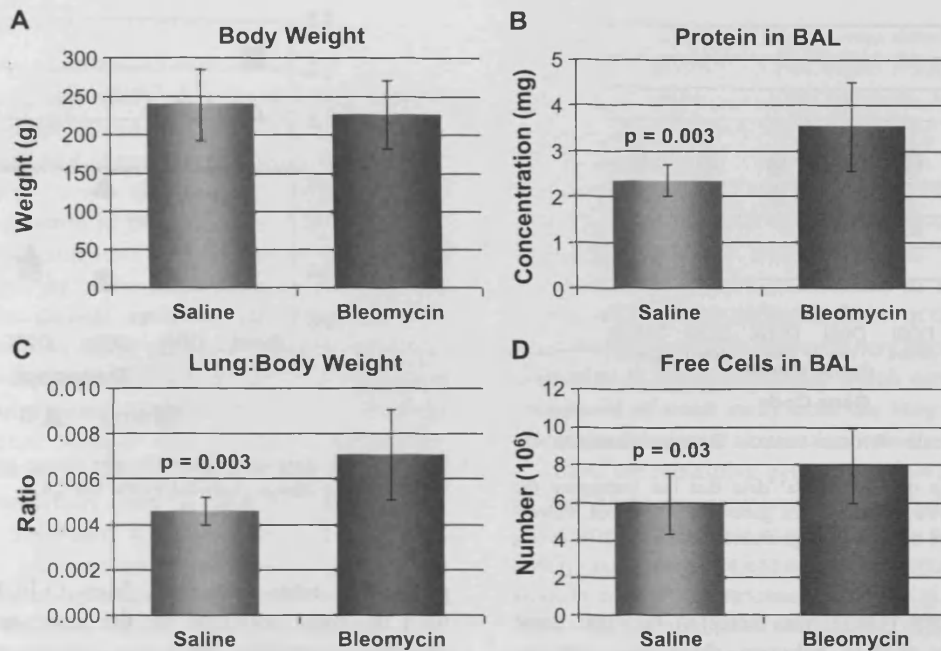 A
Body Weight
Weight (g)
300
250
200
150
100
50
0
Saline
Bleomycin
B
Protein in BAL
Concentration (mg)
5
4
3
2
1
0
p = 0.003
Saline
Bleomycin
C
Lung:Body Weight
Ratio
0.010
0.008
0.006
0.004
0.002
0.000
p = 0.003
Saline
Bleomycin
D
Free Cells in BAL
Number (10⁶)
12
10
8
6
4
2
0
p = 0.03
Saline
Bleomycin